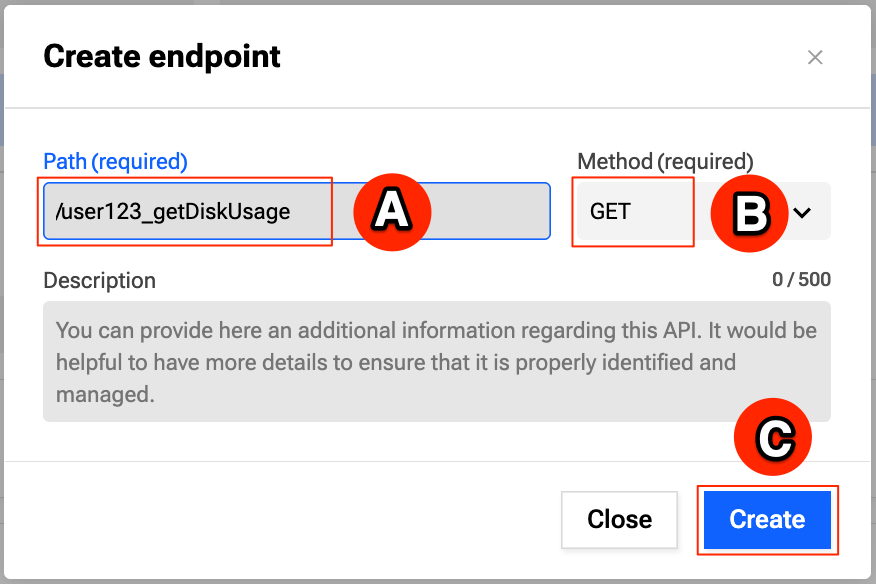 Create endpoint
Path (required)
Method (required)
/user123_getDiskUsage
A
GET
B
Description
0 / 500
You can provide here an additional information regarding this API. It would be
helpful to have more details to ensure that it is properly identified and
managed.
C
Close
Create